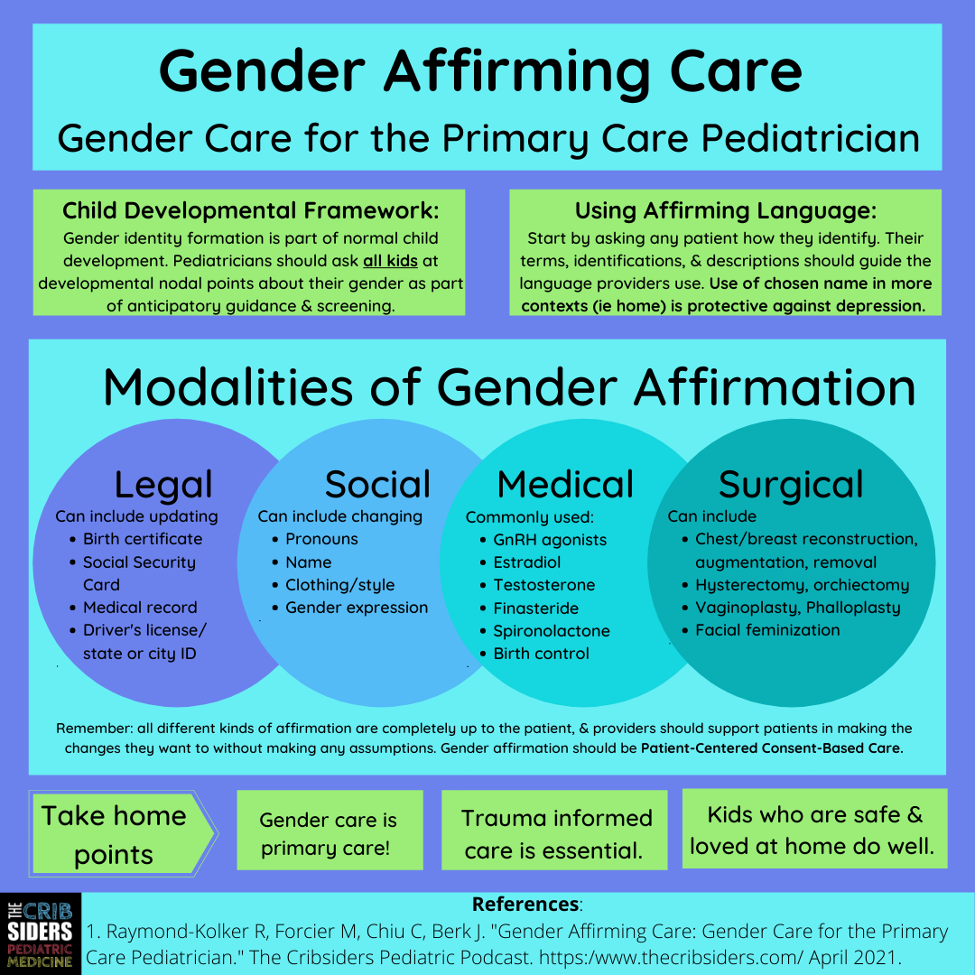 Gender Affirming Care
Gender Care for the Primary Care Pediatrician
Child Developmental Framework:
Gender identity formation is part of normal child
development. Pediatricians should ask all kids at
developmental nodal points about their gender as part
of anticipatory guidance & screening.
Using Affirming Language:
Start by asking any patient how they identify. Their
terms, identifications, & descriptions should guide the
language providers use. Use of chosen name in more
contexts (ie home) is protective against depression.
Modalities of Gender Affirmation
Legal
Can include updating
• Birth certificate
• Social Security
Card
• Medical record
• Driver's license/
state or city ID
Social
Can include changing
• Pronouns
• Name
• Clothing/style
• Gender expression
Medical
Commonly used:
• GnRH agonists
• Estradiol
• Testosterone
• Finasteride
• Spironolactone
• Birth control
Surgical
Can include
• Chest/breast reconstruction,
augmentation, removal
• Hysterectomy, orchiectomy
• Vaginoplasty, Phalloplasty
• Facial feminization
Remember: all different kinds of affirmation are completely up to the patient, & providers should support patients in making the
changes they want to without making any assumptions. Gender affirmation should be Patient-Centered Consent-Based Care.
Take home
points
Gender care is
primary care!
Trauma informed
care is essential.
Kids who are safe &
loved at home do well.
THE CRIB
SIDERS
PEDIATRIC
MEDICINE
References:
1. Raymond-Kolker R, Forcier M, Chiu C, Berk J. "Gender Affirming Care: Gender Care for the Primary
Care Pediatrician." The Cribsiders Pediatric Podcast. https:/www.thecribsiders.com/ April 2021.